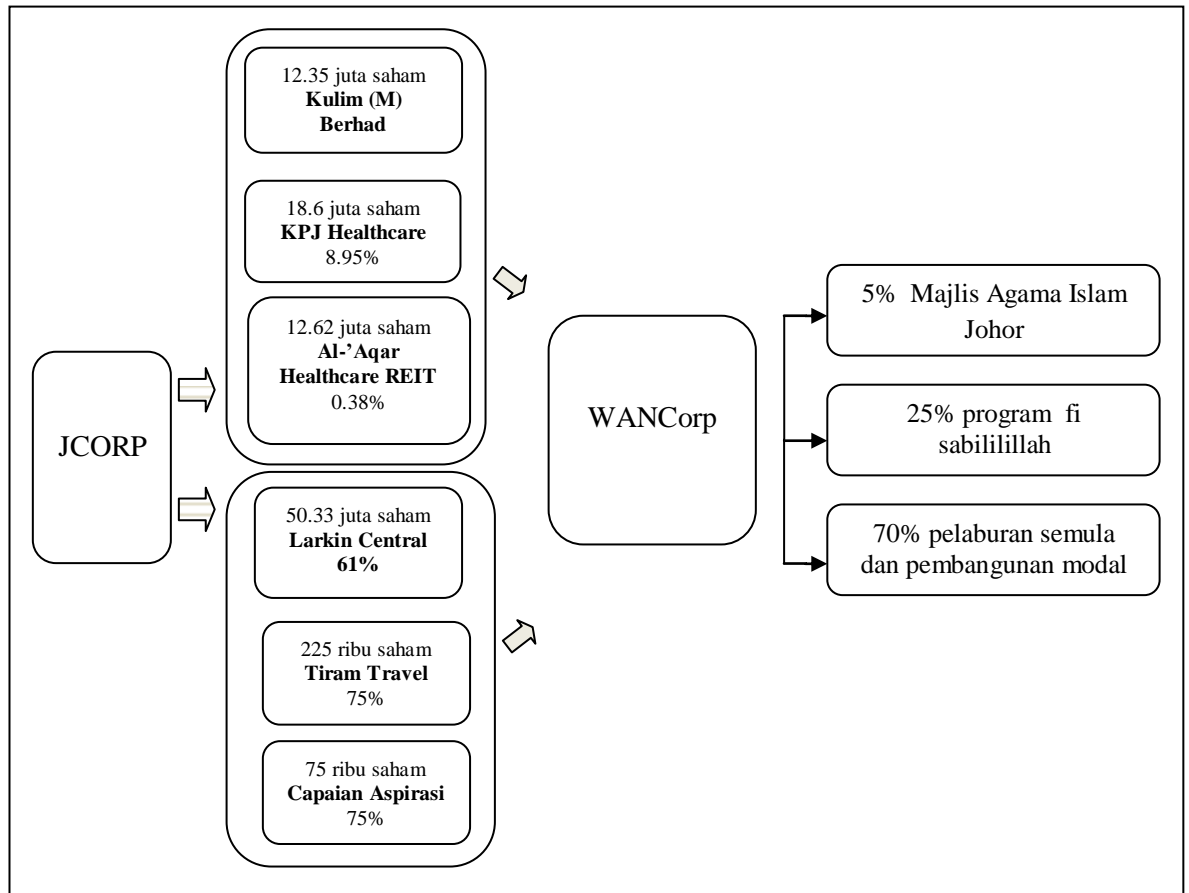 JCORP
12.35 juta saham
Kulim (M)
Berhad
18.6 juta saham
KPJ Healthcare
8.95%
12.62 juta saham
Al-’Aqar
Healthcare REIT
0.38%
50.33 juta saham
Larkin Central
61%
225 ribu saham
Tiram Travel
75%
75 ribu saham
Capaian Aspirasi
75%
WANCorp
5% Majlis Agama Islam
Johor
25% program fi
sabililillah
70% pelaburan semula
dan pembangunan modal